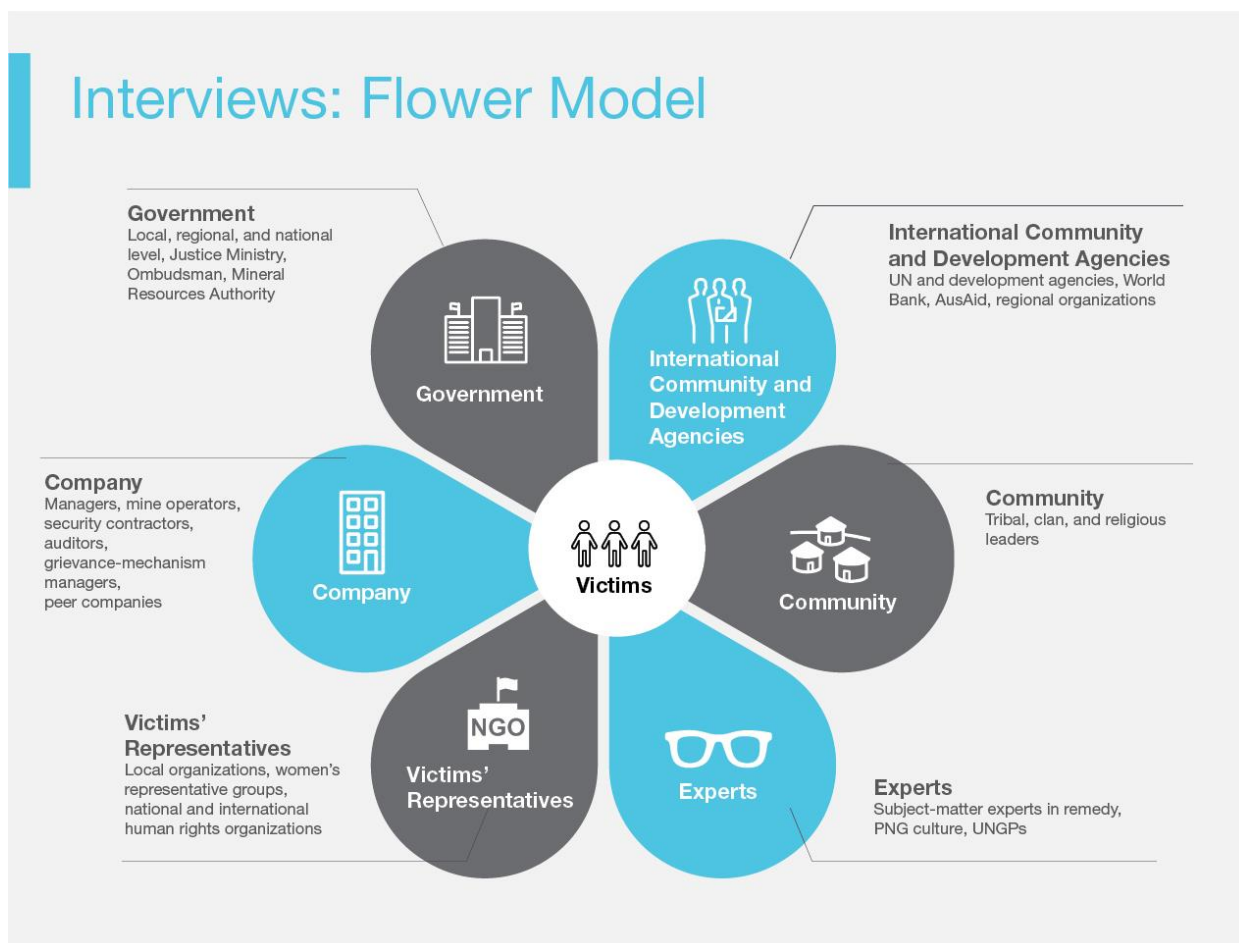 Interviews: Flower Model
Government
Local, regional, and national
level, Justice Ministry,
Ombudsman, Mineral
Resources Authority
International Community
and Development Agencies
UN and development agencies, World
Bank, AusAid, regional organizations
Government
International
Community and
Development
Agencies
Company
Managers, mine operators,
security contractors,
auditors,
grievance-mechanism
managers,
peer companies
Company
Victims
Community
Community
Tribal, clan, and religious
leaders
Victims’
Representatives
Local organizations, women’s
representative groups,
national and international
human rights organizations
NGO
Victims’
Representatives
Experts
Experts
Subject-matter experts in remedy,
PNG culture, UNGPs